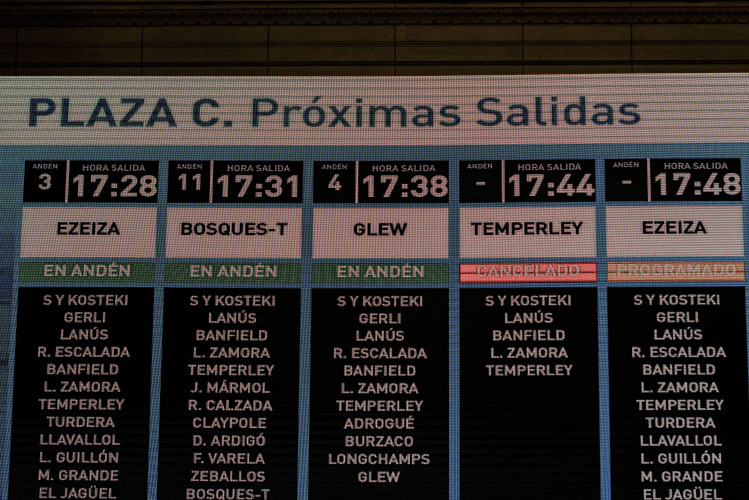 PLAZA C. Próximas Salidas
ANDÉN
3
HORA SALIDA
17:28
EZEIZA
EN ANDÉN
S Y KOSTEKI
GERLI
LANÚS
R. ESCALADA
BANFIELD
L. ZAMORA
TEMPERLEY
TURDERA
LLAVALLOL
L. GUILLÓN
M. GRANDE
EL JAGÜEL
ANDÉN
11
HORA SALIDA
17:31
BOSQUES-T
EN ANDÉN
S Y KOSTEKI
LANÚS
BANFIELD
L. ZAMORA
TEMPERLEY
J. MÁRMOL
R. CALZADA
CLAYPOLE
D. ARDIGÓ
F. VARELA
ZEBALLOS
BOSQUES-T
ANDÉN
4
HORA SALIDA
17:38
GLEW
EN ANDÉN
S Y KOSTEKI
GERLI
LANÚS
R. ESCALADA
BANFIELD
L. ZAMORA
TEMPERLEY
ADROGUÉ
BURZACO
LONGCHAMPS
GLEW
ANDÉN
-
HORA SALIDA
17:44
TEMPERLEY
CANCELADO
S Y KOSTEKI
LANÚS
BANFIELD
L. ZAMORA
TEMPERLEY
ANDÉN
-
HORA SALIDA
17:48
EZEIZA
PROGRAMADO
S Y KOSTEKI
GERLI
LANÚS
R. ESCALADA
BANFIELD
L. ZAMORA
TEMPERLEY
TURDERA
LLAVALLOL
L. GUILLÓN
M. GRANDE
EL JAGÜEL